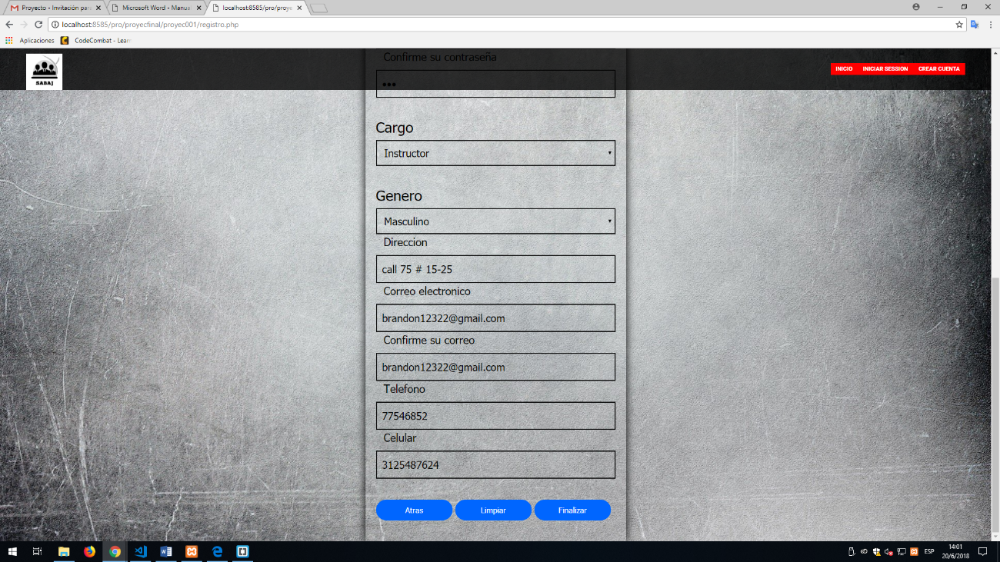 Proyecto - Invitación par
Microsoft Word - Manua
localhost:8585/pro/proye
localhost:8585/pro/proyecfinal/proyec001/registro.php
Aplicaciones
CodeCombat - Learn
SABAJ
INICIO
INICIAR SESSION
CREAR CUENTA
Confirme su contraseña
•••
Cargo
Instructor
Genero
Masculino
Direccion
call 75 # 15-25
Correo electronico
brandon12322@gmail.com
Confirme su correo
brandon12322@gmail.com
Telefono
77546852
Celular
3125487624
Atras
Limpiar
Finalizar
ESP
14:01
20/6/2018